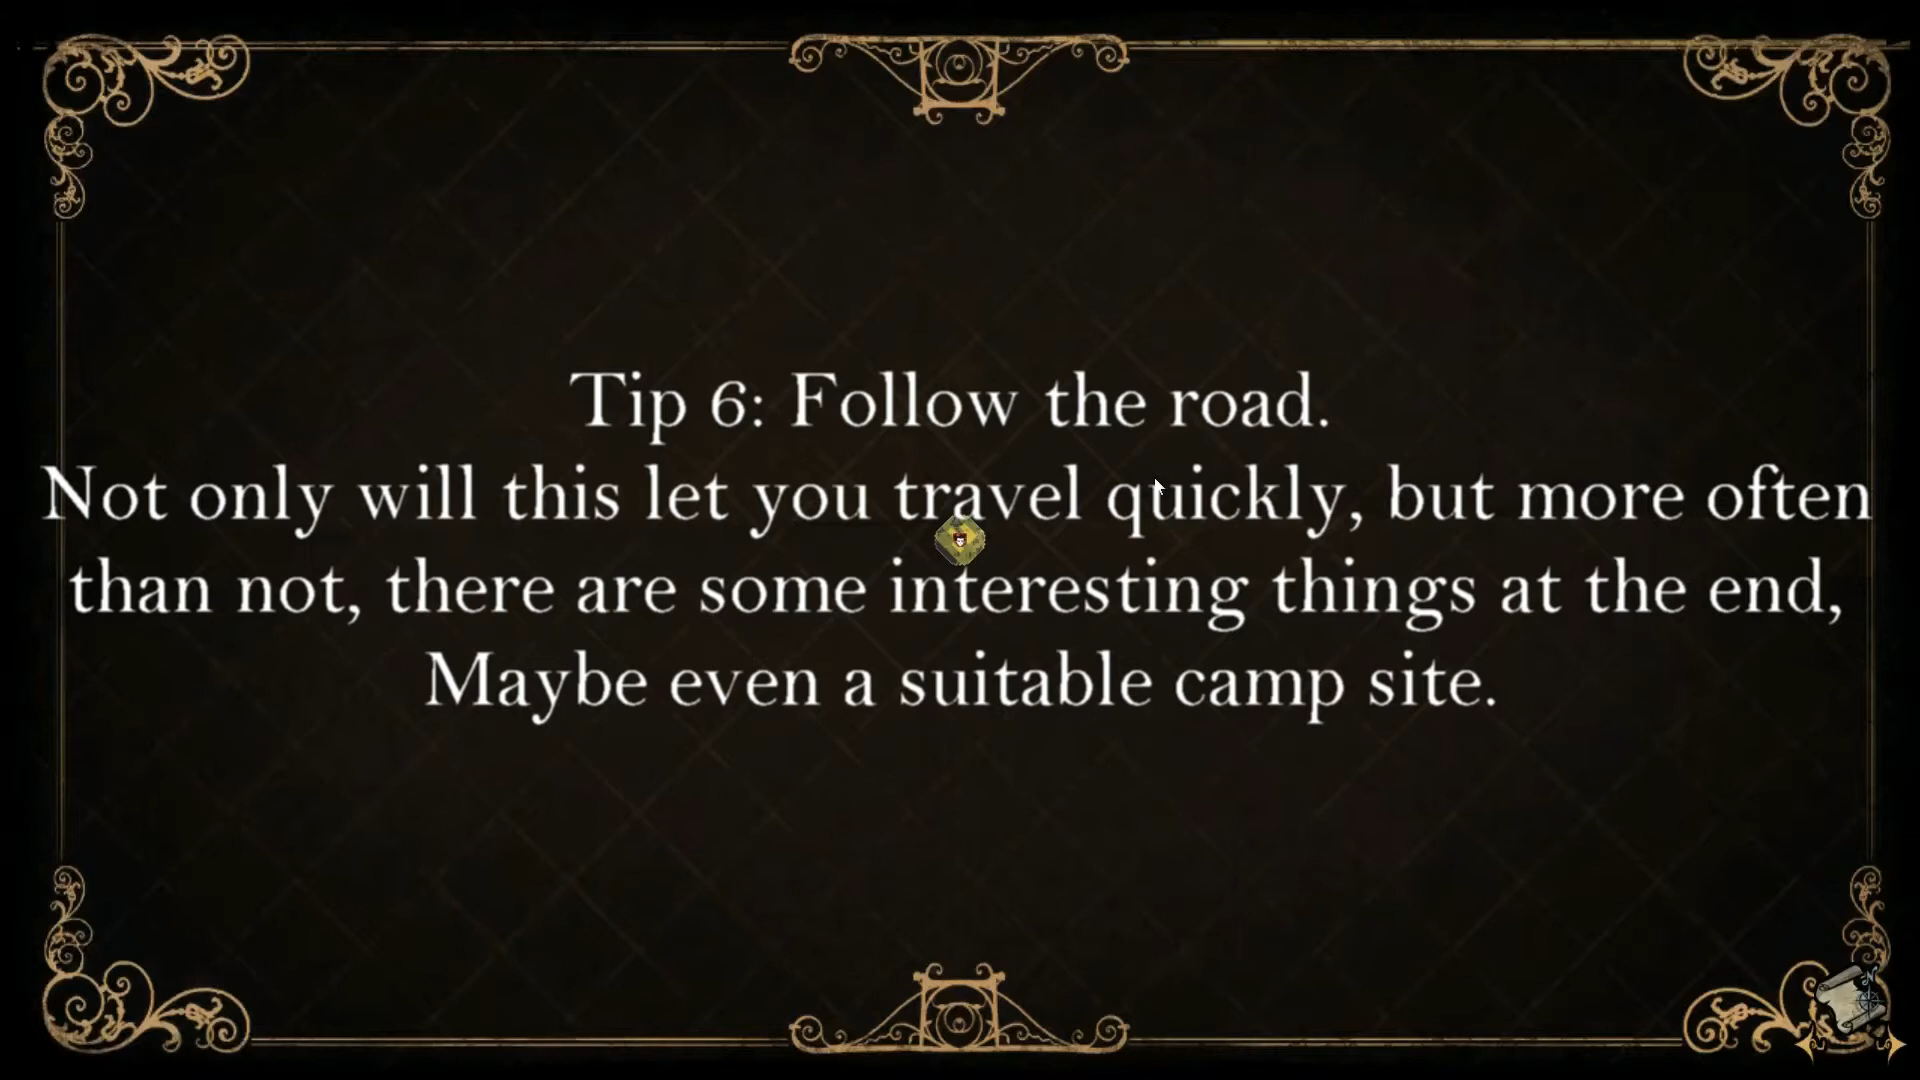 Tip 6: Follow the road.
Not only will this let you travel quickly, but more often
than not, there are some interesting things at the end,
Maybe even a suitable camp site.